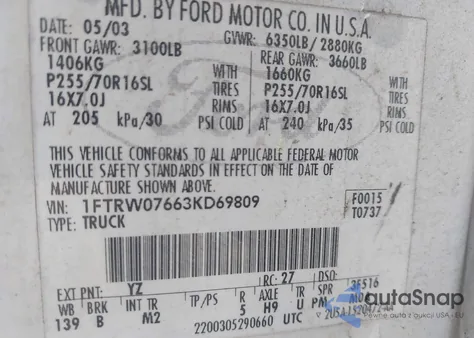 MFD. BY FORD MOTOR CO. IN U.S.A.
DATE: 05/03 GVWR: 6350LB/2880KG
FRONT GAWR: 3100LB REAR GAWR: 3660LB
1406KG WITH 1660KG WITH
P255/70R16SL TIRES P255/70R16SL TIRES
16X7.0J RIMS 16X7.0J RIMS
AT 205 kPa/30 PSI COLD AT 240 kPa/35 PSI COLD
THIS VEHICLE CONFORMS TO ALL APPLICABLE FEDERAL MOTOR
VEHICLE SAFETY STANDARDS IN EFFECT ON THE DATE OF
MANUFACTURE SHOWN ABOVE.
VIN: 1FTRW07663KD69809 F0015
TYPE: TRUCK T0737
EXT PNT: YZ RC: 27 DSO:
WB BRK INT TR TP/PS R AXLE TR SPR 3F516
139 B M2 5 H9 U PM
2200305290660 UTC
Ford
autoSnap
www.autosnap.eu